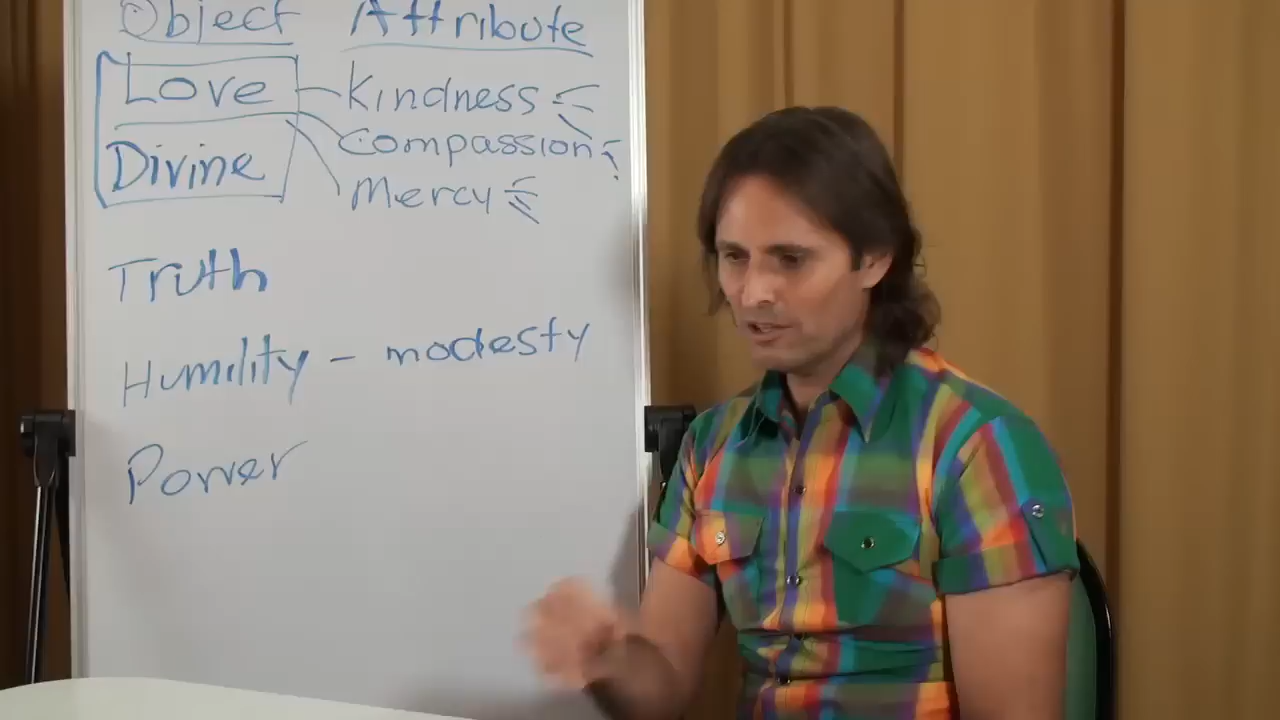 Object Attribute
Love - Kindness
Compassion
Divine
Mercy
Truth
Humility - modesty
Power